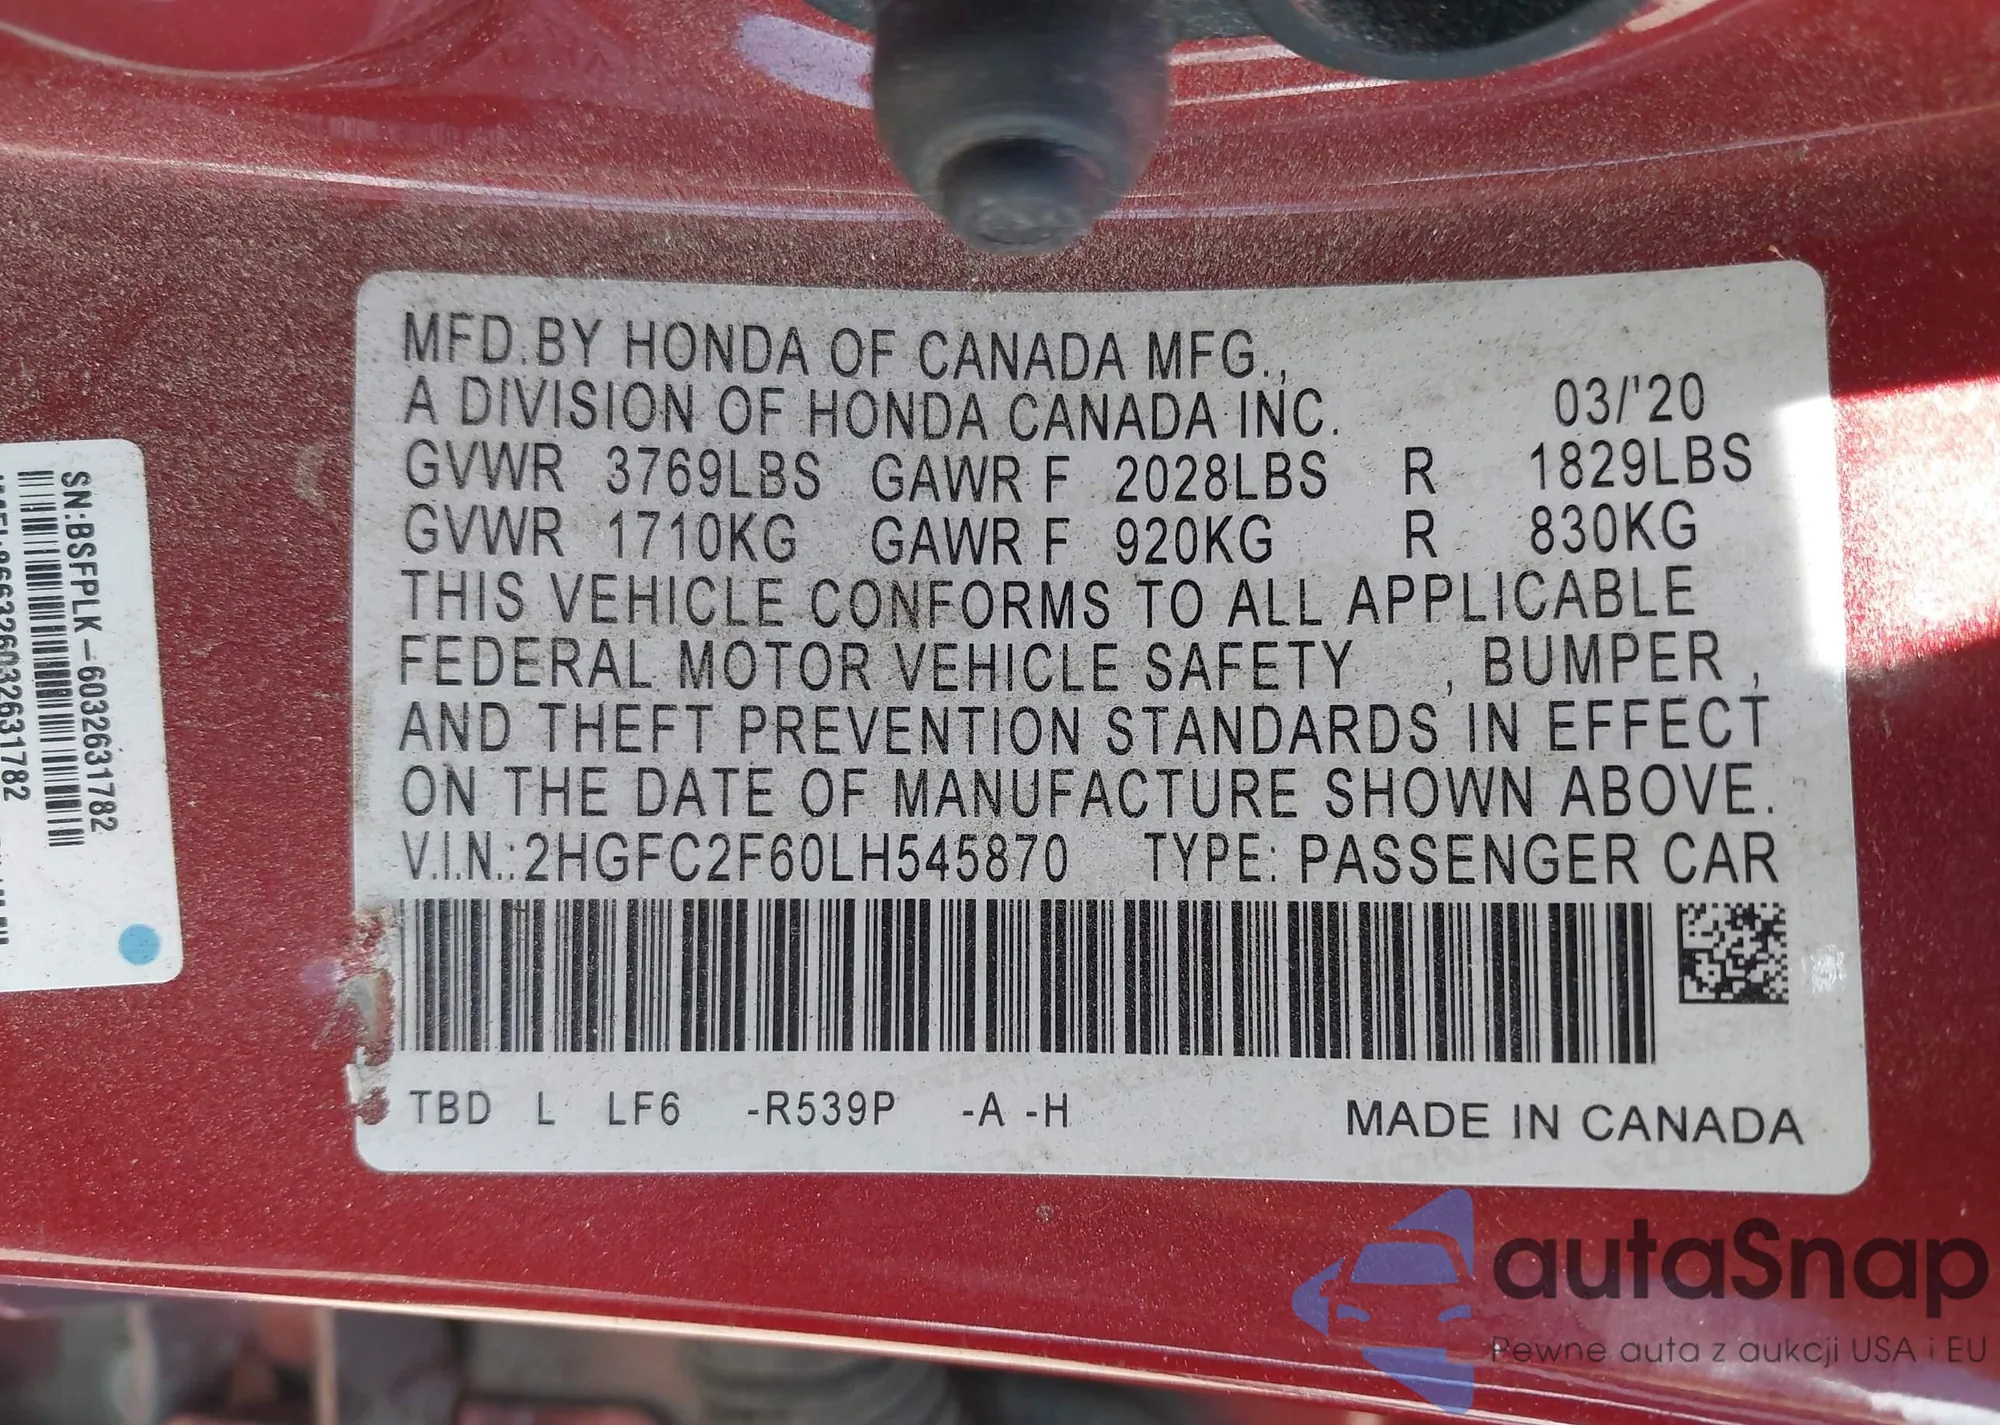 MFD.BY HONDA OF CANADA MFG.,
A DIVISION OF HONDA CANADA INC. 03/'20
GVWR 3769LBS GAWR F 2028LBS R 1829LBS
GVWR 1710KG GAWR F 920KG R 830KG
THIS VEHICLE CONFORMS TO ALL APPLICABLE
FEDERAL MOTOR VEHICLE SAFETY , BUMPER ,
AND THEFT PREVENTION STANDARDS IN EFFECT
ON THE DATE OF MANUFACTURE SHOWN ABOVE.
V.I.N.:2HGFC2F60LH545870 TYPE: PASSENGER CAR
TBD L LF6 -R539P -A -H MADE IN CANADA
SN:BSFPLK-6032631782
autaSnap
Pewne auta z aukcji USA i EU